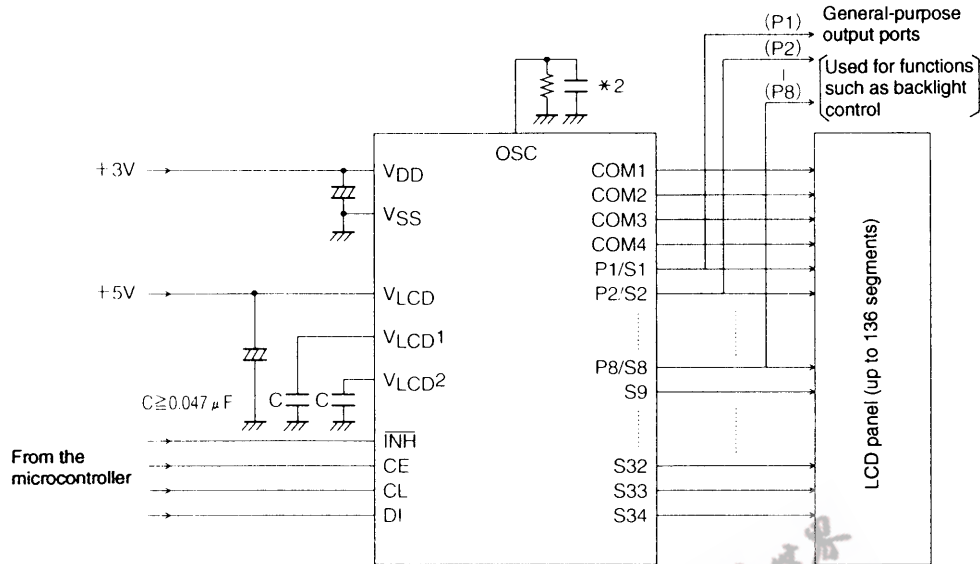 (P1)
General-purpose
output ports
(P2)
(P8)
Used for functions
such as backlight
control
*2
OSC
+3V
VDD
VSS
+5V
VLCD
VLCD1
VLCD2
C≧0.047 μF
C
C
From the
microcontroller
INH
CE
CL
DI
COM1
COM2
COM3
COM4
P1/S1
P2/S2
P8/S8
S9
S32
S33
S34
LCD panel (up to 136 segments)